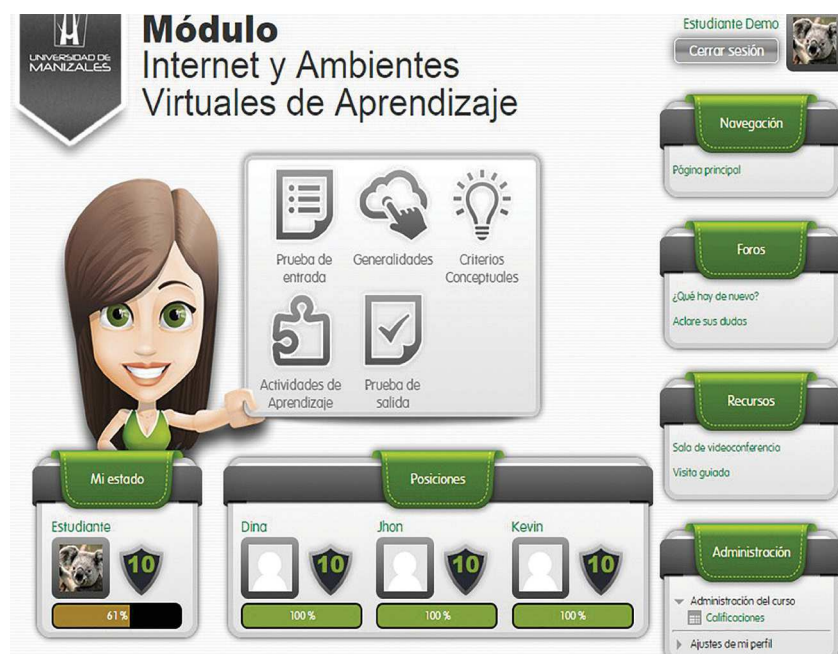 UNIVERSIDAD DE
MANIZALES
Módulo
Internet y Ambientes
Virtuales de Aprendizaje
Estudiante Demo
Cerrar sesión
Navegación
Página principal
Prueba de
entrada
Generalidades
Criterios
Conceptuales
Actividades de
Aprendizaje
Prueba de
salida
Foros
¿Qué hay de nuevo?
Aclare sus dudas
Recursos
Sala de videoconferencia
Visita guiada
Mi estado
Estudiante
10
61 %
Posiciones
Dina
10
100 %
Jhon
10
100 %
Kevin
10
100 %
Administración
Administración del curso
Calificaciones
Ajustes de mi perfil